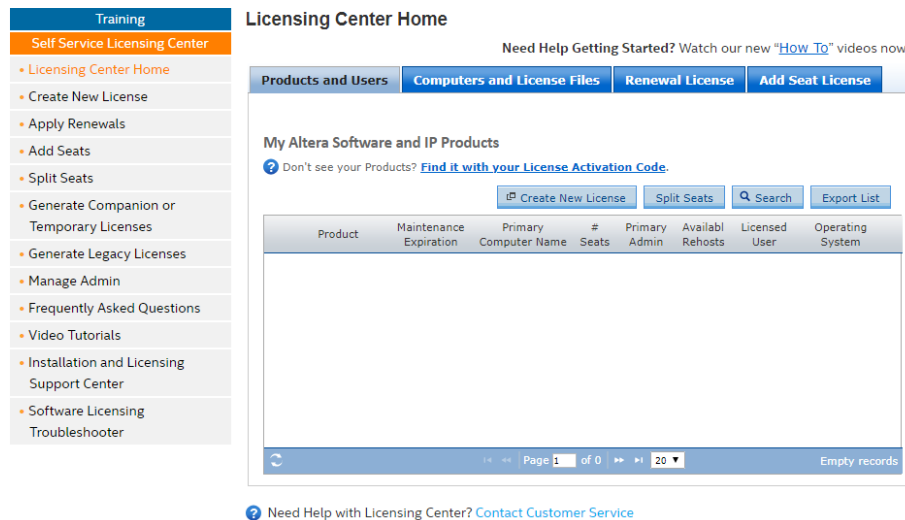 Training
Self Service Licensing Center
• Licensing Center Home
• Create New License
• Apply Renewals
• Add Seats
• Split Seats
• Generate Companion or
Temporary Licenses
• Generate Legacy Licenses
• Manage Admin
• Frequently Asked Questions
• Video Tutorials
• Installation and Licensing
Support Center
• Software Licensing
Troubleshooter
Licensing Center Home
Need Help Getting Started? Watch our new “How To” videos now
Products and Users Computers and License Files Renewal License Add Seat License
My Altera Software and IP Products
? Don't see your Products? Find it with your License Activation Code.
Create New License Split Seats Search Export List
Product Maintenance Expiration Primary Computer Name # Seats Primary Admin Availabl Rehosts Licensed User Operating System
Page 1 of 0 20 Empty records
? Need Help with Licensing Center? Contact Customer Service